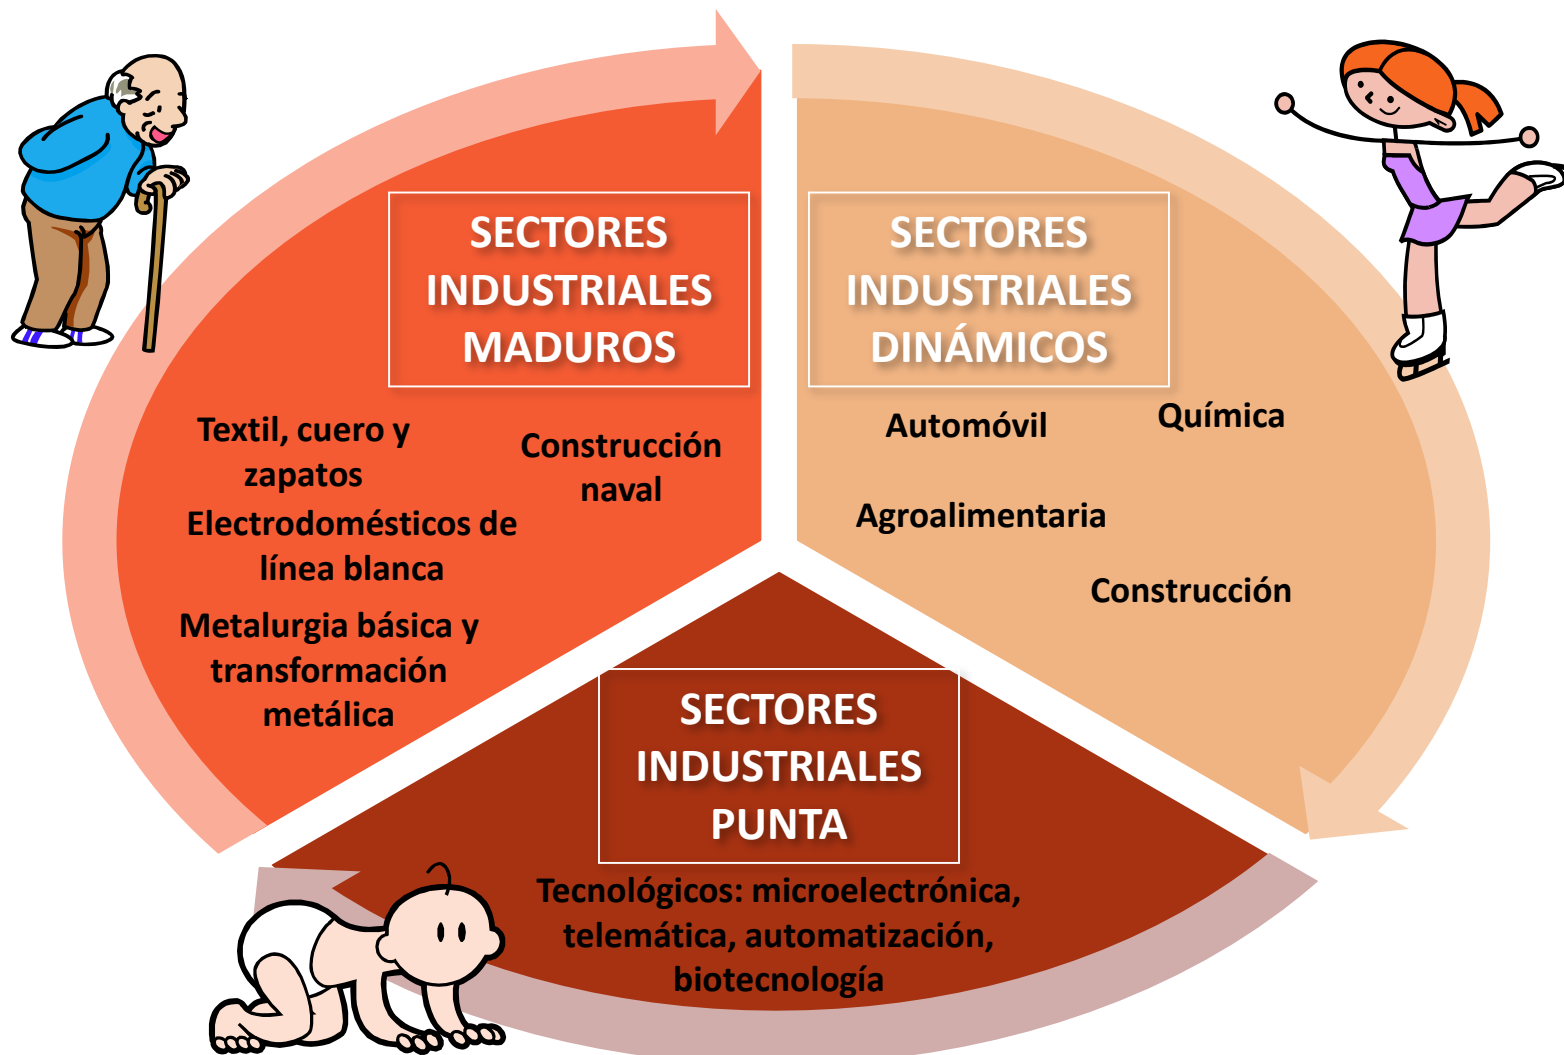 SECTORES
INDUSTRIALES
MADUROS
Textil, cuero y
zapatos
Construcción
naval
Electrodomésticos de
línea blanca
Metalurgia básica y
transformación
metálica
SECTORES
INDUSTRIALES
DINÁMICOS
Automóvil
Química
Agroalimentaria
Construcción
SECTORES
INDUSTRIALES
PUNTA
Tecnológicos: microelectrónica,
telemática, automatización,
biotecnología